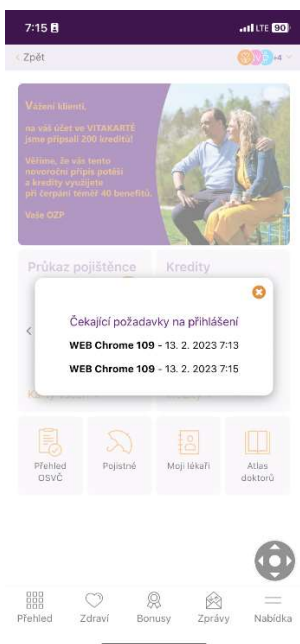 7:15
LTE 90
Zpět
+4
Vážení klienti,
na váš účet ve VITAKARTĚ
jsme připsali 200 kreditů!
Věříme, že vás tento
novoroční připis potěší
a kredity využijete
při čerpání téměř 40 benefitů.
Vaše OZP
Průkaz pojištěnce
Kredity
Čekající požadavky na přihlášení
WEB Chrome 109 - 13. 2. 2023 7:13
WEB Chrome 109 - 13. 2. 2023 7:15
Přehled OSVČ
Pojistné
Moji lékaři
Atlas doktorů
Přehled
Zdraví
Bonusy
Zprávy
Nabídka